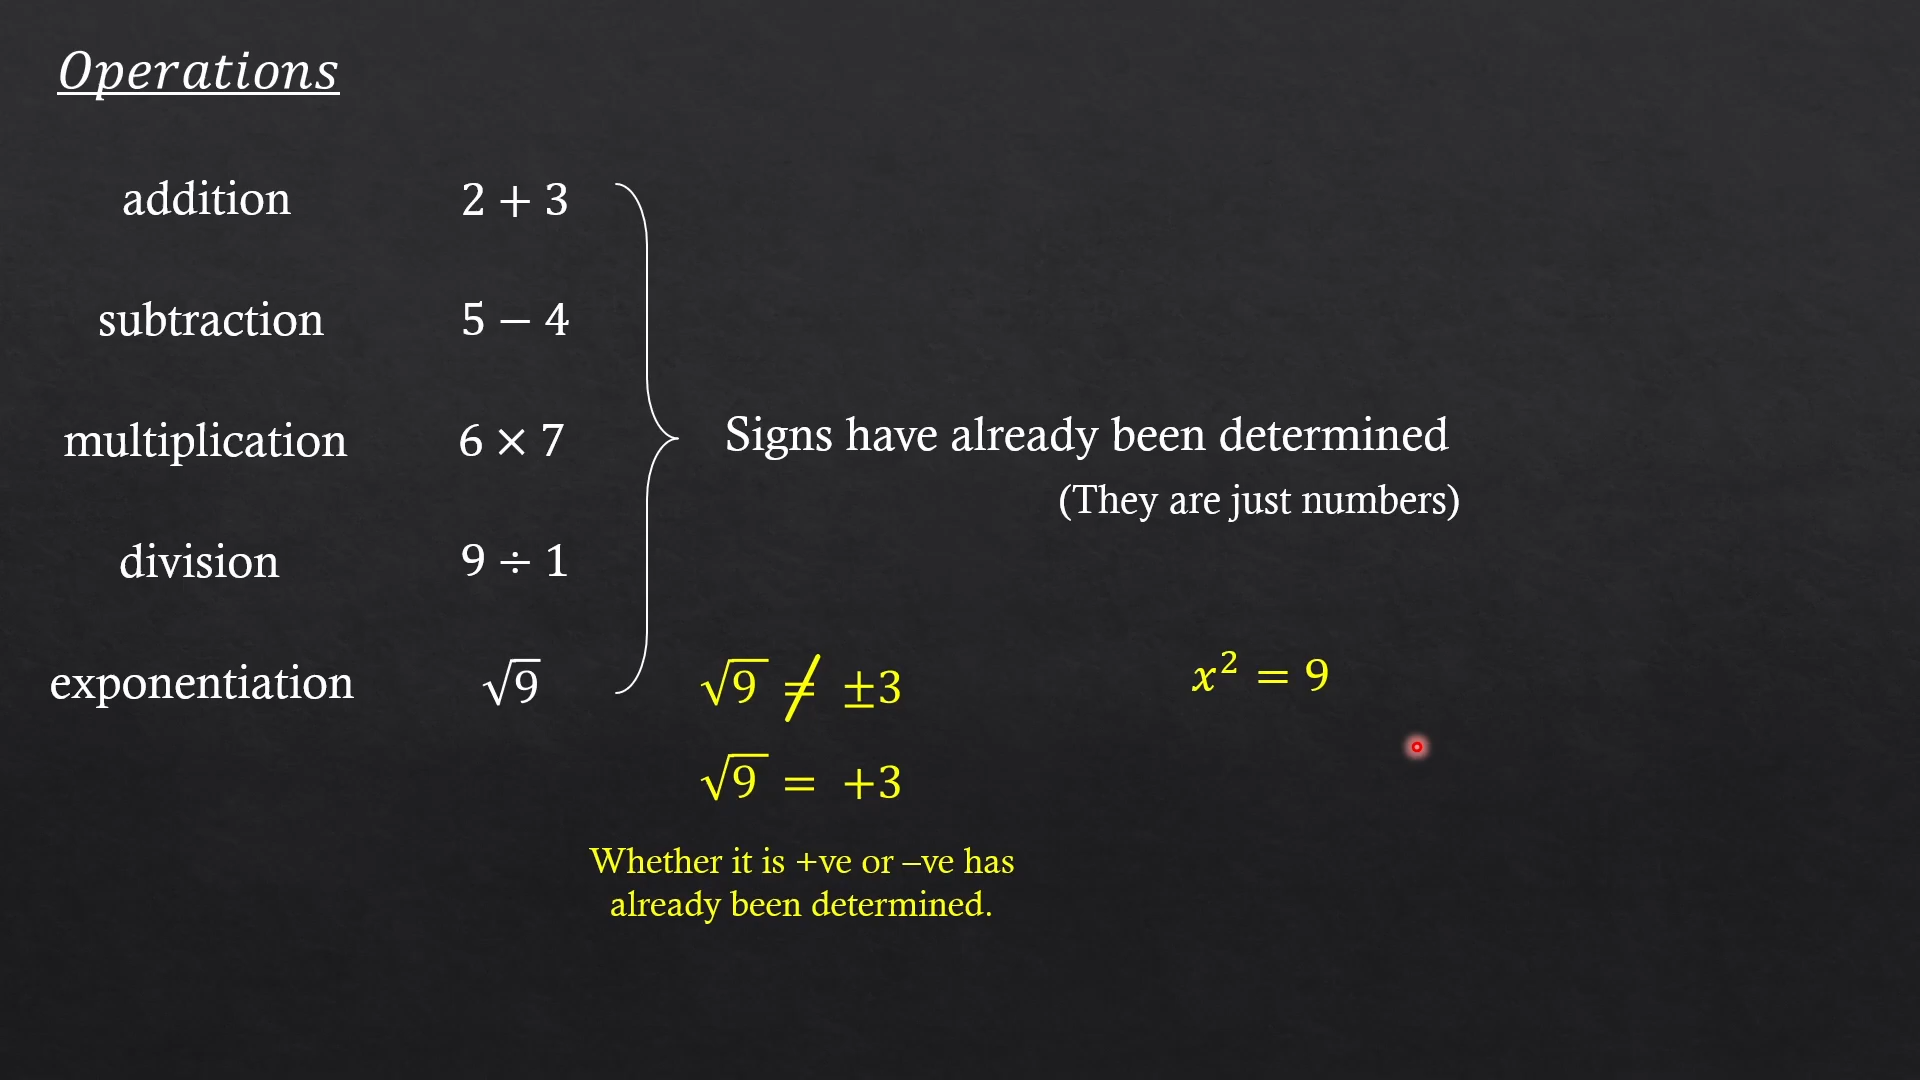 Operations
addition 2 + 3
subtraction 5 − 4
multiplication 6 × 7
division 9 ÷ 1
exponentiation √9
Signs have already been determined
(They are just numbers)
√9 ≠ ±3
√9 = +3
Whether it is +ve or –ve has
already been determined.
x² = 9